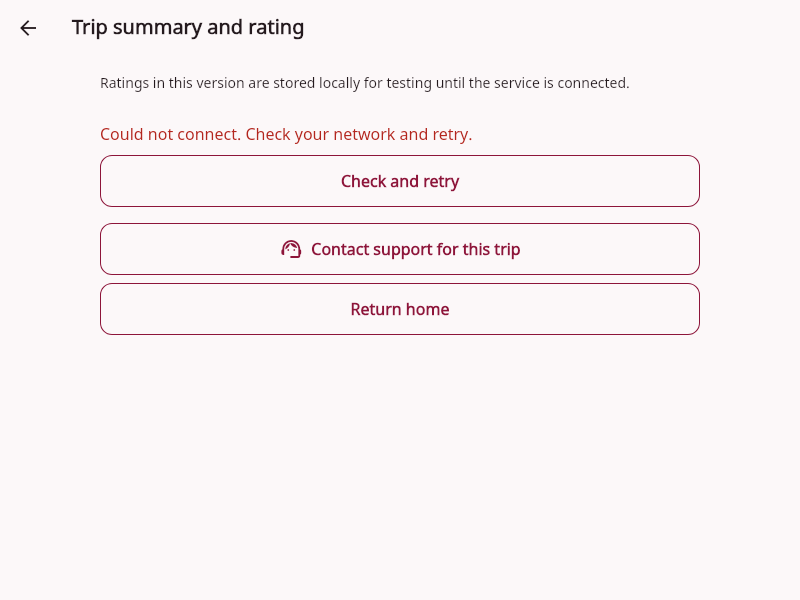 Trip summary and rating
Ratings in this version are stored locally for testing until the service is connected.
Could not connect. Check your network and retry.
Check and retry
Contact support for this trip
Return home